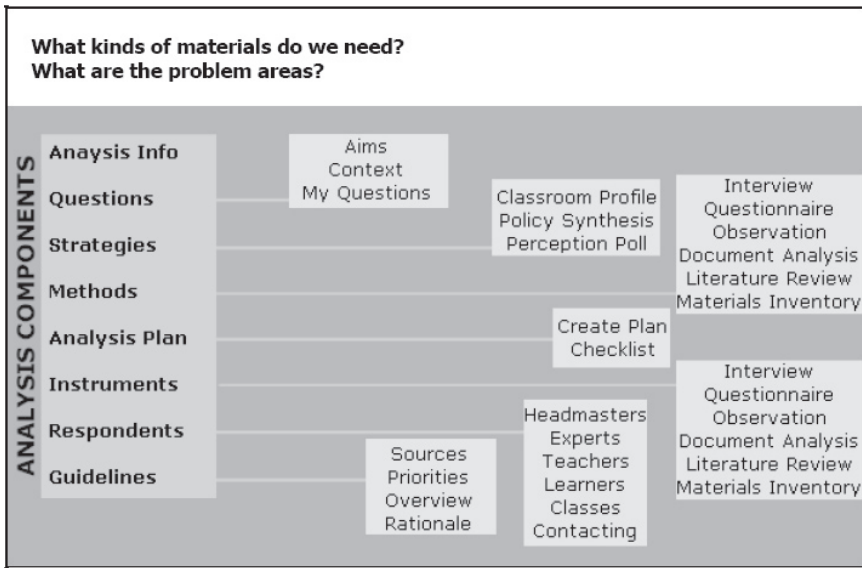 What kinds of materials do we need?
What are the problem areas?
ANALYSIS COMPONENTS
Anaysis Info
Questions
Strategies
Methods
Analysis Plan
Instruments
Respondents
Guidelines
Aims
Context
My Questions
Classroom Profile
Policy Synthesis
Perception Poll
Interview
Questionnaire
Observation
Document Analysis
Literature Review
Materials Inventory
Create Plan
Checklist
Interview
Questionnaire
Observation
Document Analysis
Literature Review
Materials Inventory
Headmasters
Experts
Teachers
Learners
Classes
Contacting
Sources
Priorities
Overview
Rationale